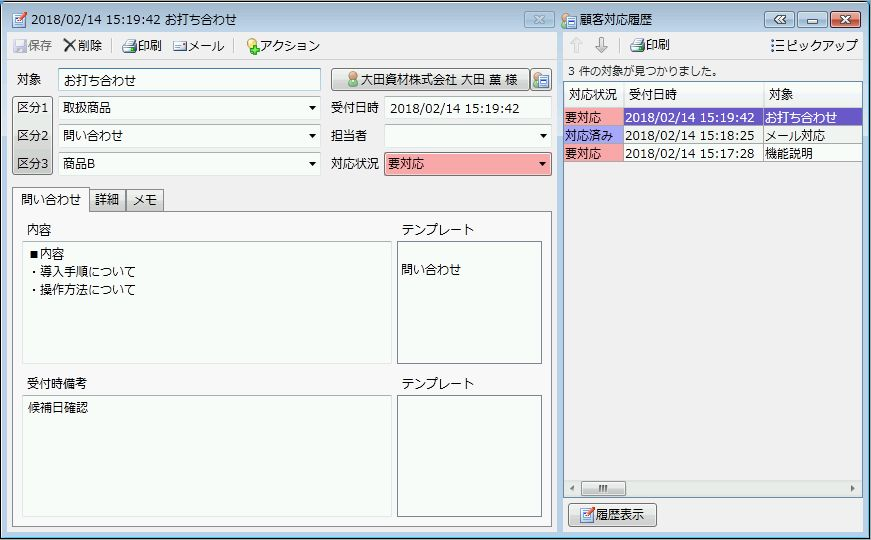 2018/02/14 15:19:42 お打ち合わせ
保存 削除 印刷 メール アクション
対象 お打ち合わせ 大田資材株式会社 大田 薫 様
区分1 取扱商品 受付日時 2018/02/14 15:19:42
区分2 問い合わせ 担当者
区分3 商品B 対応状況 要対応
問い合わせ 詳細 メモ
内容 テンプレート
■内容
・導入手順について
・操作方法について
問い合わせ
受付時備考 テンプレート
候補日確認
顧客対応履歴
印刷 ピックアップ
3 件の対象が見つかりました。
対応状況 受付日時 対象
要対応 2018/02/14 15:19:42 お打ち合わせ
対応済み 2018/02/14 15:18:25 メール対応
要対応 2018/02/14 15:17:28 機能説明
履歴表示